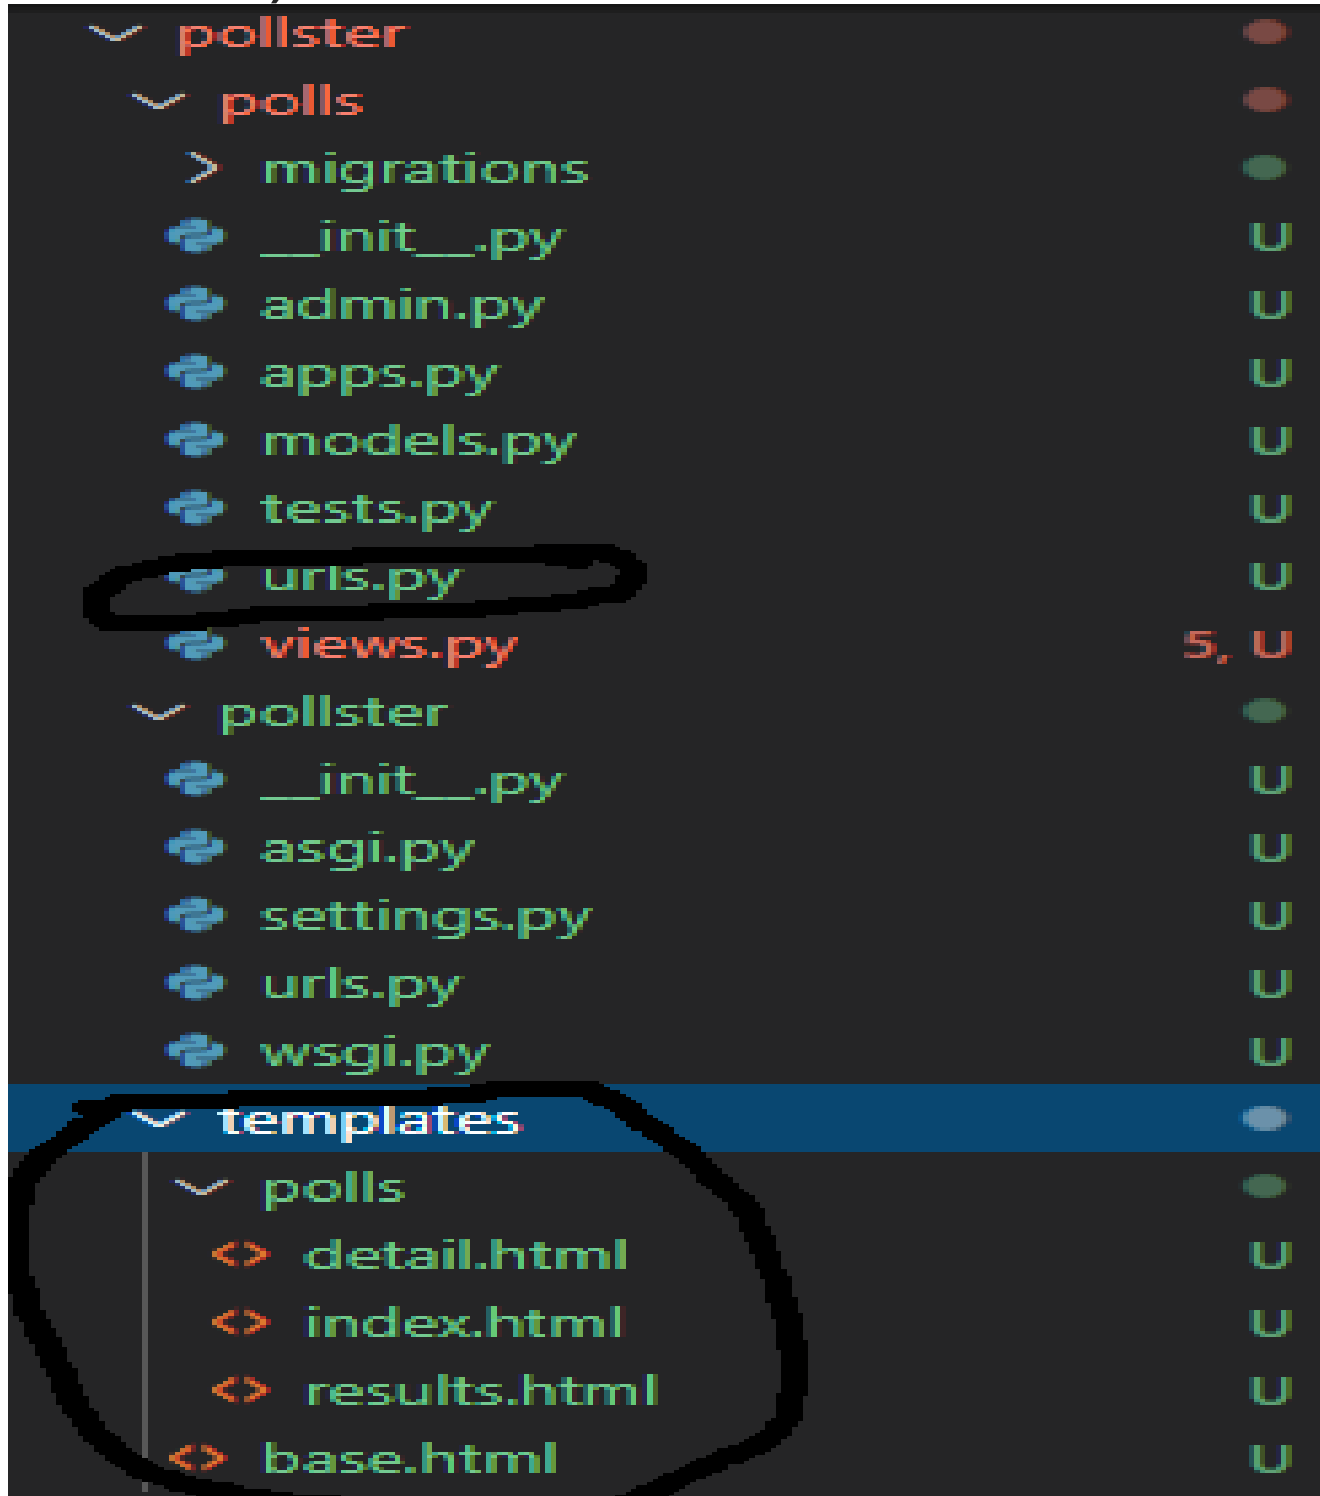 pollster
polls
migrations
__init__.py U
admin.py U
apps.py U
models.py U
tests.py U
urls.py U
views.py 5, U
pollster
__init__.py U
asgi.py U
settings.py U
urls.py U
wsgi.py U
templates
polls
detail.html U
index.html U
results.html U
base.html U